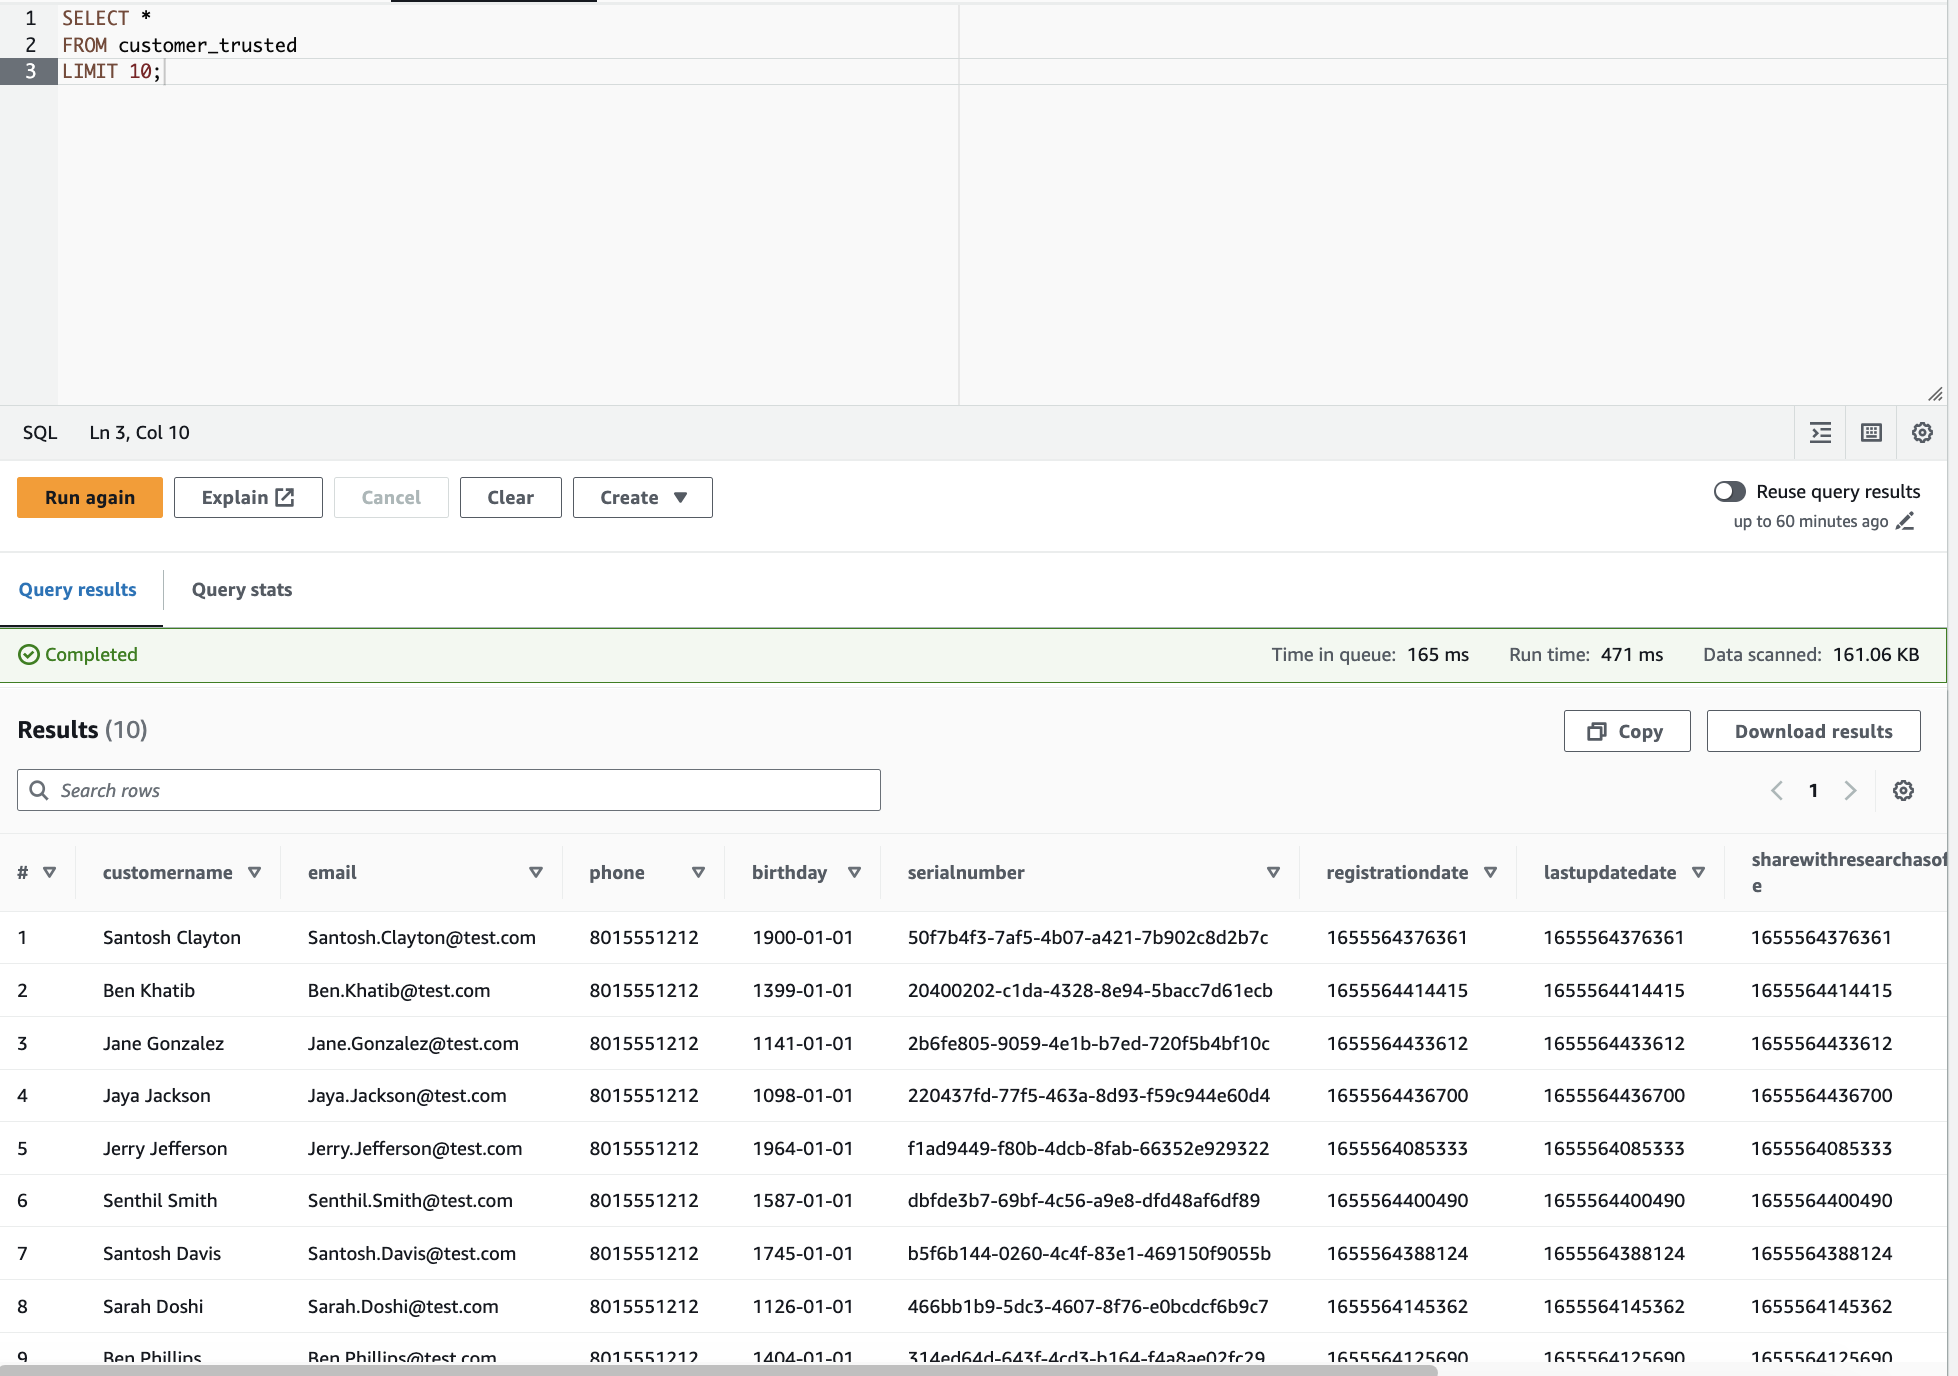 1 SELECT *
2 FROM customer_trusted
3 LIMIT 10;
SQL Ln 3, Col 10
Run again Explain Cancel Clear Create Reuse query results
up to 60 minutes ago
Query results Query stats
Completed Time in queue: 165 ms Run time: 471 ms Data scanned: 161.06 KB
Results (10) Copy Download results
Search rows 1
# customername email phone birthday serialnumber registrationdate lastupdatedate sharewithresearchasof
e
1 Santosh Clayton Santosh.Clayton@test.com 8015551212 1900-01-01 50f7b4f3-7af5-4b07-a421-7b902c8d2b7c 1655564376361 1655564376361 1655564376361
2 Ben Khatib Ben.Khatib@test.com 8015551212 1399-01-01 20400202-c1da-4328-8e94-5bacc7d61ecb 1655564414415 1655564414415 1655564414415
3 Jane Gonzalez Jane.Gonzalez@test.com 8015551212 1141-01-01 2b6fe805-9059-4e1b-b7ed-720f5b4bf10c 1655564433612 1655564433612 1655564433612
4 Jaya Jackson Jaya.Jackson@test.com 8015551212 1098-01-01 220437fd-77f5-463a-8d93-f59c944e60d4 1655564436700 1655564436700 1655564436700
5 Jerry Jefferson Jerry.Jefferson@test.com 8015551212 1964-01-01 f1ad9449-f80b-4dcb-8fab-66352e929322 1655564085333 1655564085333 1655564085333
6 Senthil Smith Senthil.Smith@test.com 8015551212 1587-01-01 dbfde3b7-69bf-4c56-a9e8-dfd48af6df89 1655564400490 1655564400490 1655564400490
7 Santosh Davis Santosh.Davis@test.com 8015551212 1745-01-01 b5f6b144-0260-4c4f-83e1-469150f9055b 1655564388124 1655564388124 1655564388124
8 Sarah Doshi Sarah.Doshi@test.com 8015551212 1126-01-01 466bb1b9-5dc3-4607-8f76-e0bcdcf6b9c7 1655564145362 1655564145362 1655564145362
9 Ben Phillips Ben.Phillips@test.com 8015551212 1404-01-01 314ed64d-643f-4cd3-b164-f4a8ae02fc29 1655564125690 1655564125690 1655564125690